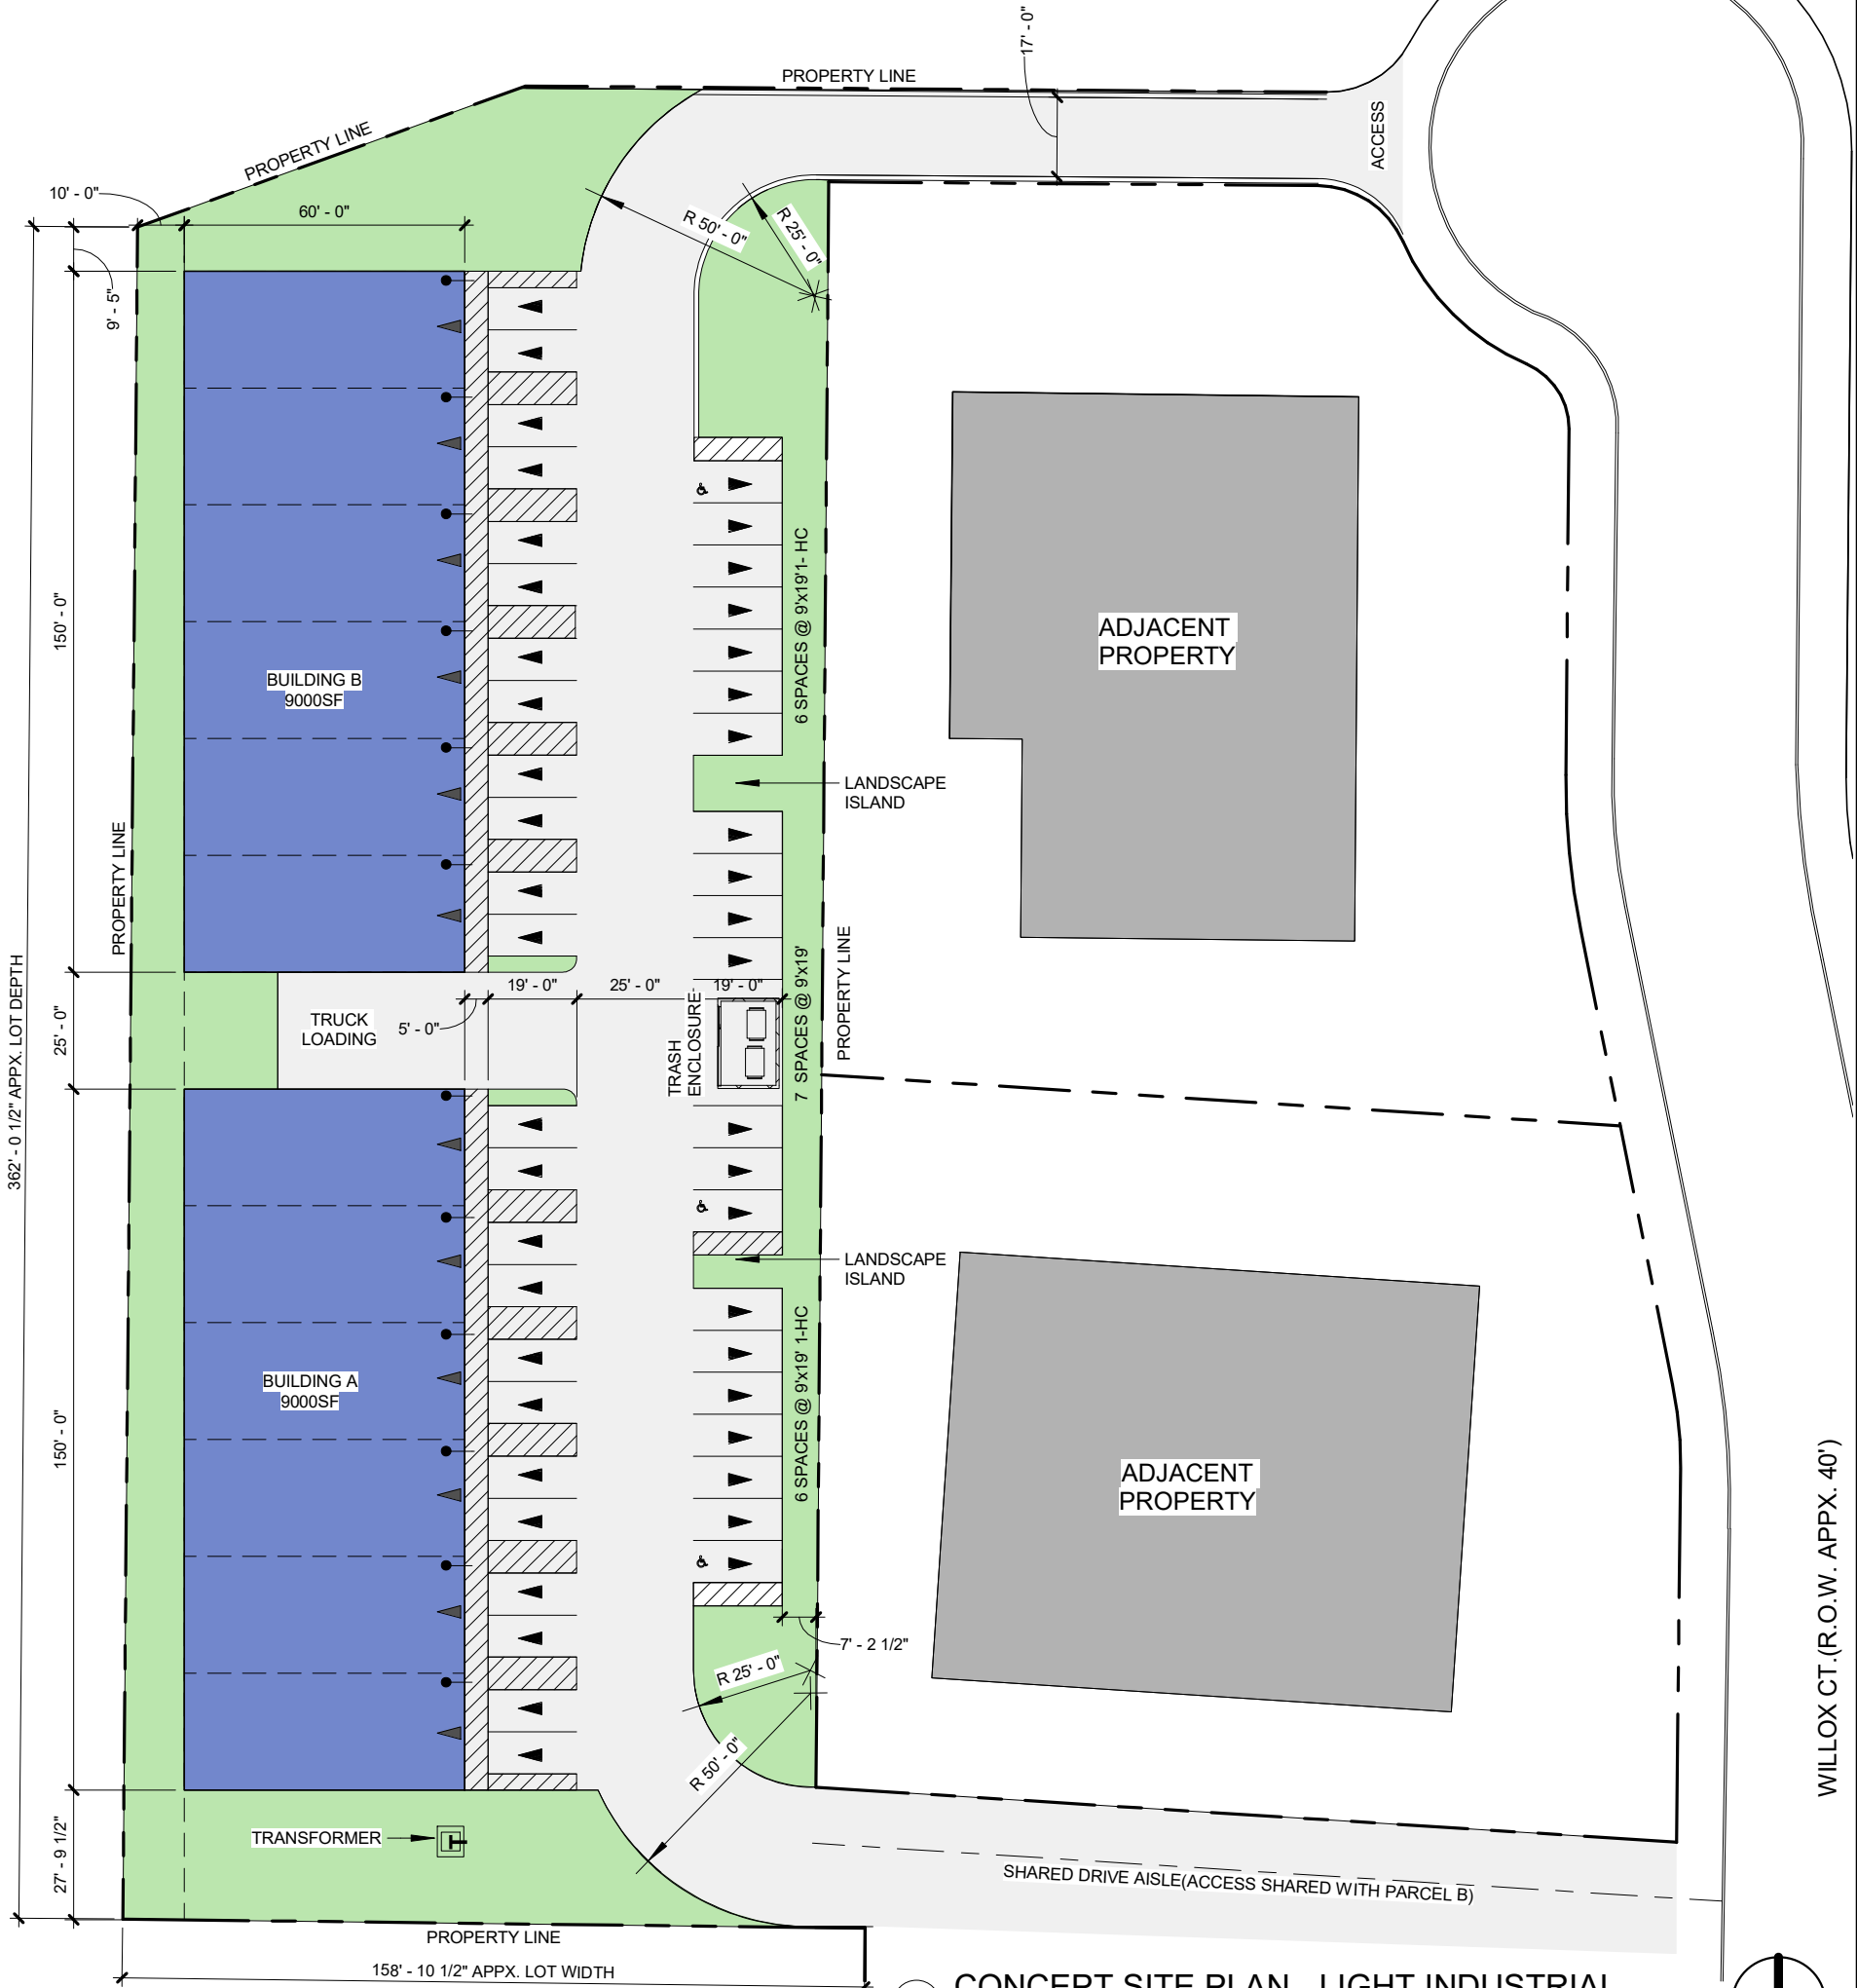 17' - 0"
PROPERTY LINE
ACCESS
PROPERTY LINE
10' - 0"
60' - 0"
R 50' - 0"
R 25' - 0"
9' - 5"
150' - 0"
BUILDING B
9000SF
6 SPACES @ 9'x19'1- HC
ADJACENT
PROPERTY
LANDSCAPE
ISLAND
PROPERTY LINE
362' - 0 1/2" APPX. LOT DEPTH
25' - 0"
TRUCK
LOADING
5' - 0"
19' - 0"
25' - 0"
19' - 0"
TRASH
ENCLOSURE
7 SPACES @ 9'x19'
PROPERTY LINE
LANDSCAPE
ISLAND
150' - 0"
BUILDING A
9000SF
6 SPACES @ 9'x19' 1-HC
ADJACENT
PROPERTY
7' - 2 1/2"
R 25' - 0"
R 50' - 0"
WILLOX CT.(R.O.W. APPX. 40')
27' - 9 1/2"
TRANSFORMER
T
SHARED DRIVE AISLE(ACCESS SHARED WITH PARCEL B)
PROPERTY LINE
158' - 10 1/2" APPX. LOT WIDTH
CONCEPT SITE PLAN - LIGHT INDUSTRIAL